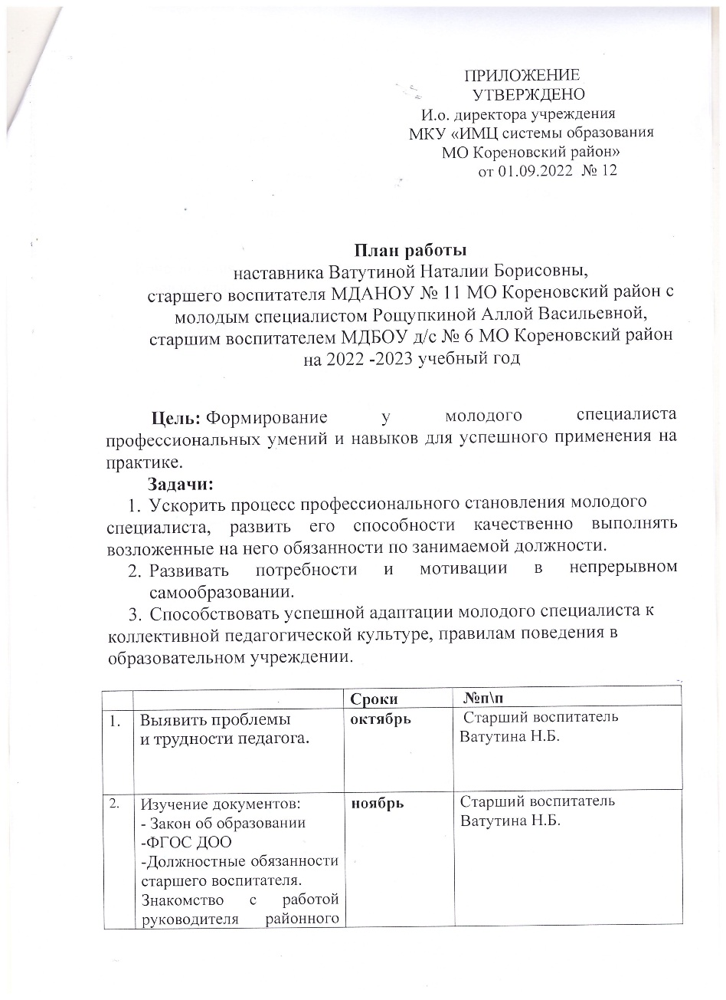 ПРИЛОЖЕНИЕ
УТВЕРЖДЕНО
И.о. директора учреждения
МКУ «ИМЦ системы образования
МО Кореновский район»
от 01.09.2022 № 12
План работы
наставника Ватутиной Наталии Борисовны,
старшего воспитателя МДАНОУ № 11 МО Кореновский район с
молодым специалистом Рощупкиной Аллой Васильевной,
старшим воспитателем МДБОУ д/с № 6 МО Кореновский район
на 2022 -2023 учебный год
Цель: Формирование у молодого специалиста
профессиональных умений и навыков для успешного применения на
практике.
Задачи:
1. Ускорить процесс профессионального становления молодого
специалиста, развить его способности качественно выполнять
возложенные на него обязанности по занимаемой должности.
2. Развивать потребности и мотивации в непрерывном
самообразовании.
3. Способствовать успешной адаптации молодого специалиста к
коллективной педагогической культуре, правилам поведения в
образовательном учреждении.
Сроки №п\п
1. Выявить проблемы октябрь Старший воспитатель
и трудности педагога. Ватутина Н.Б.
2. Изучение документов: ноябрь Старший воспитатель
- Закон об образовании Ватутина Н.Б.
-ФГОС ДОО
-Должностные обязанности
старшего воспитателя.
Знакомство с работой
руководителя районного